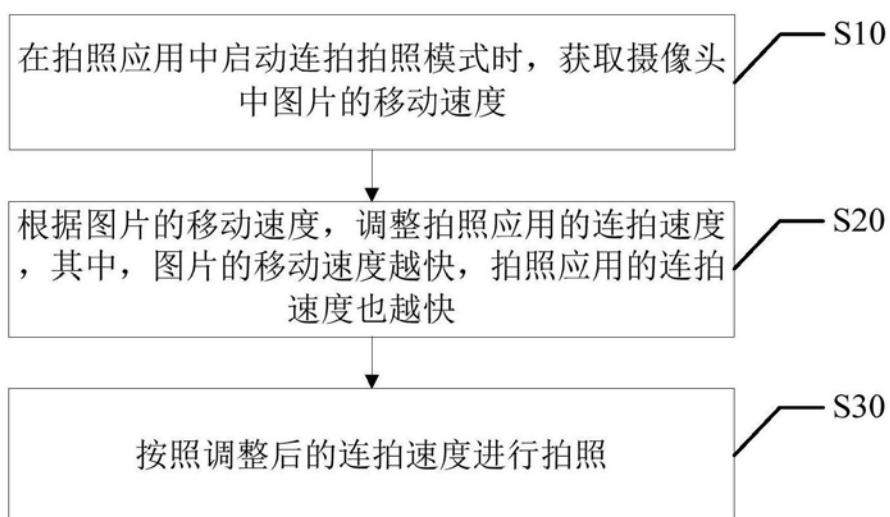 在拍照应用中启动连拍拍照模式时，获取摄像头
中图片的移动速度
S10
根据图片的移动速度，调整拍照应用的连拍速度
，其中，图片的移动速度越快，拍照应用的连拍
速度也越快
S20
按照调整后的连拍速度进行拍照
S30